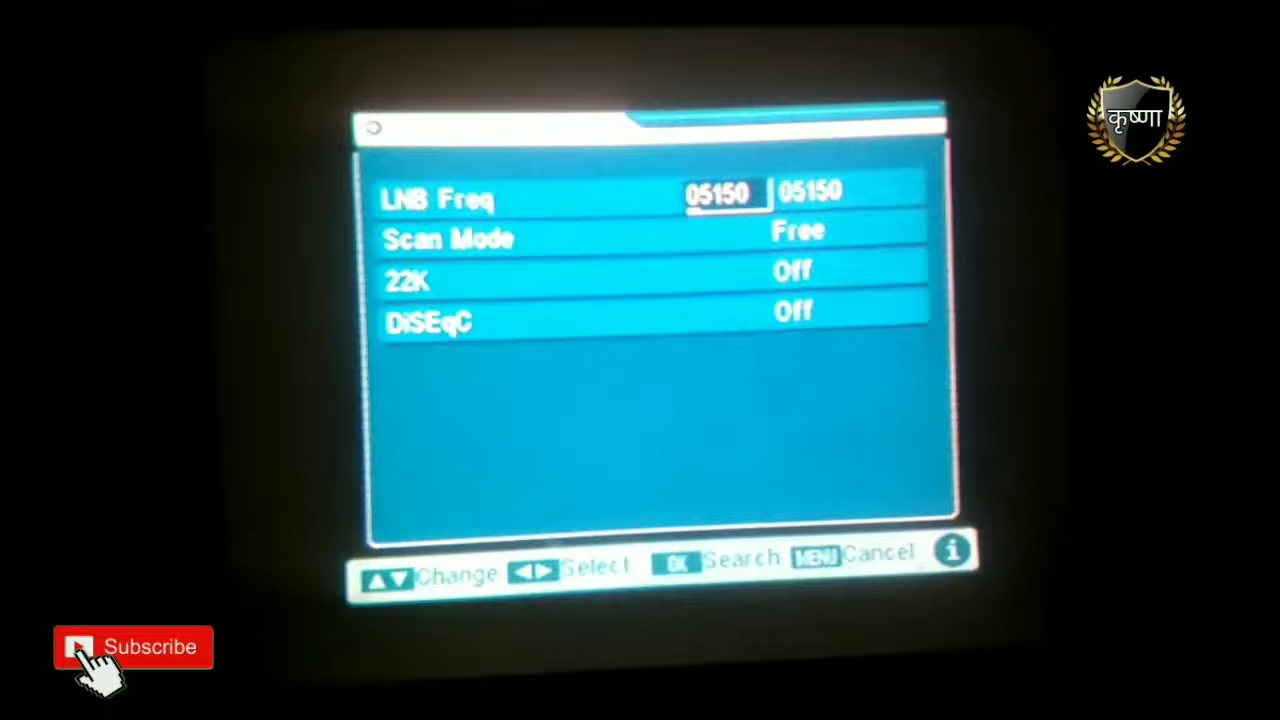 कृष्णा
LNB Freq 05150 05150
Scan Mode Free
22K Off
DiSEqC Off
Change Select OK Search MENU Cancel i
Subscribe